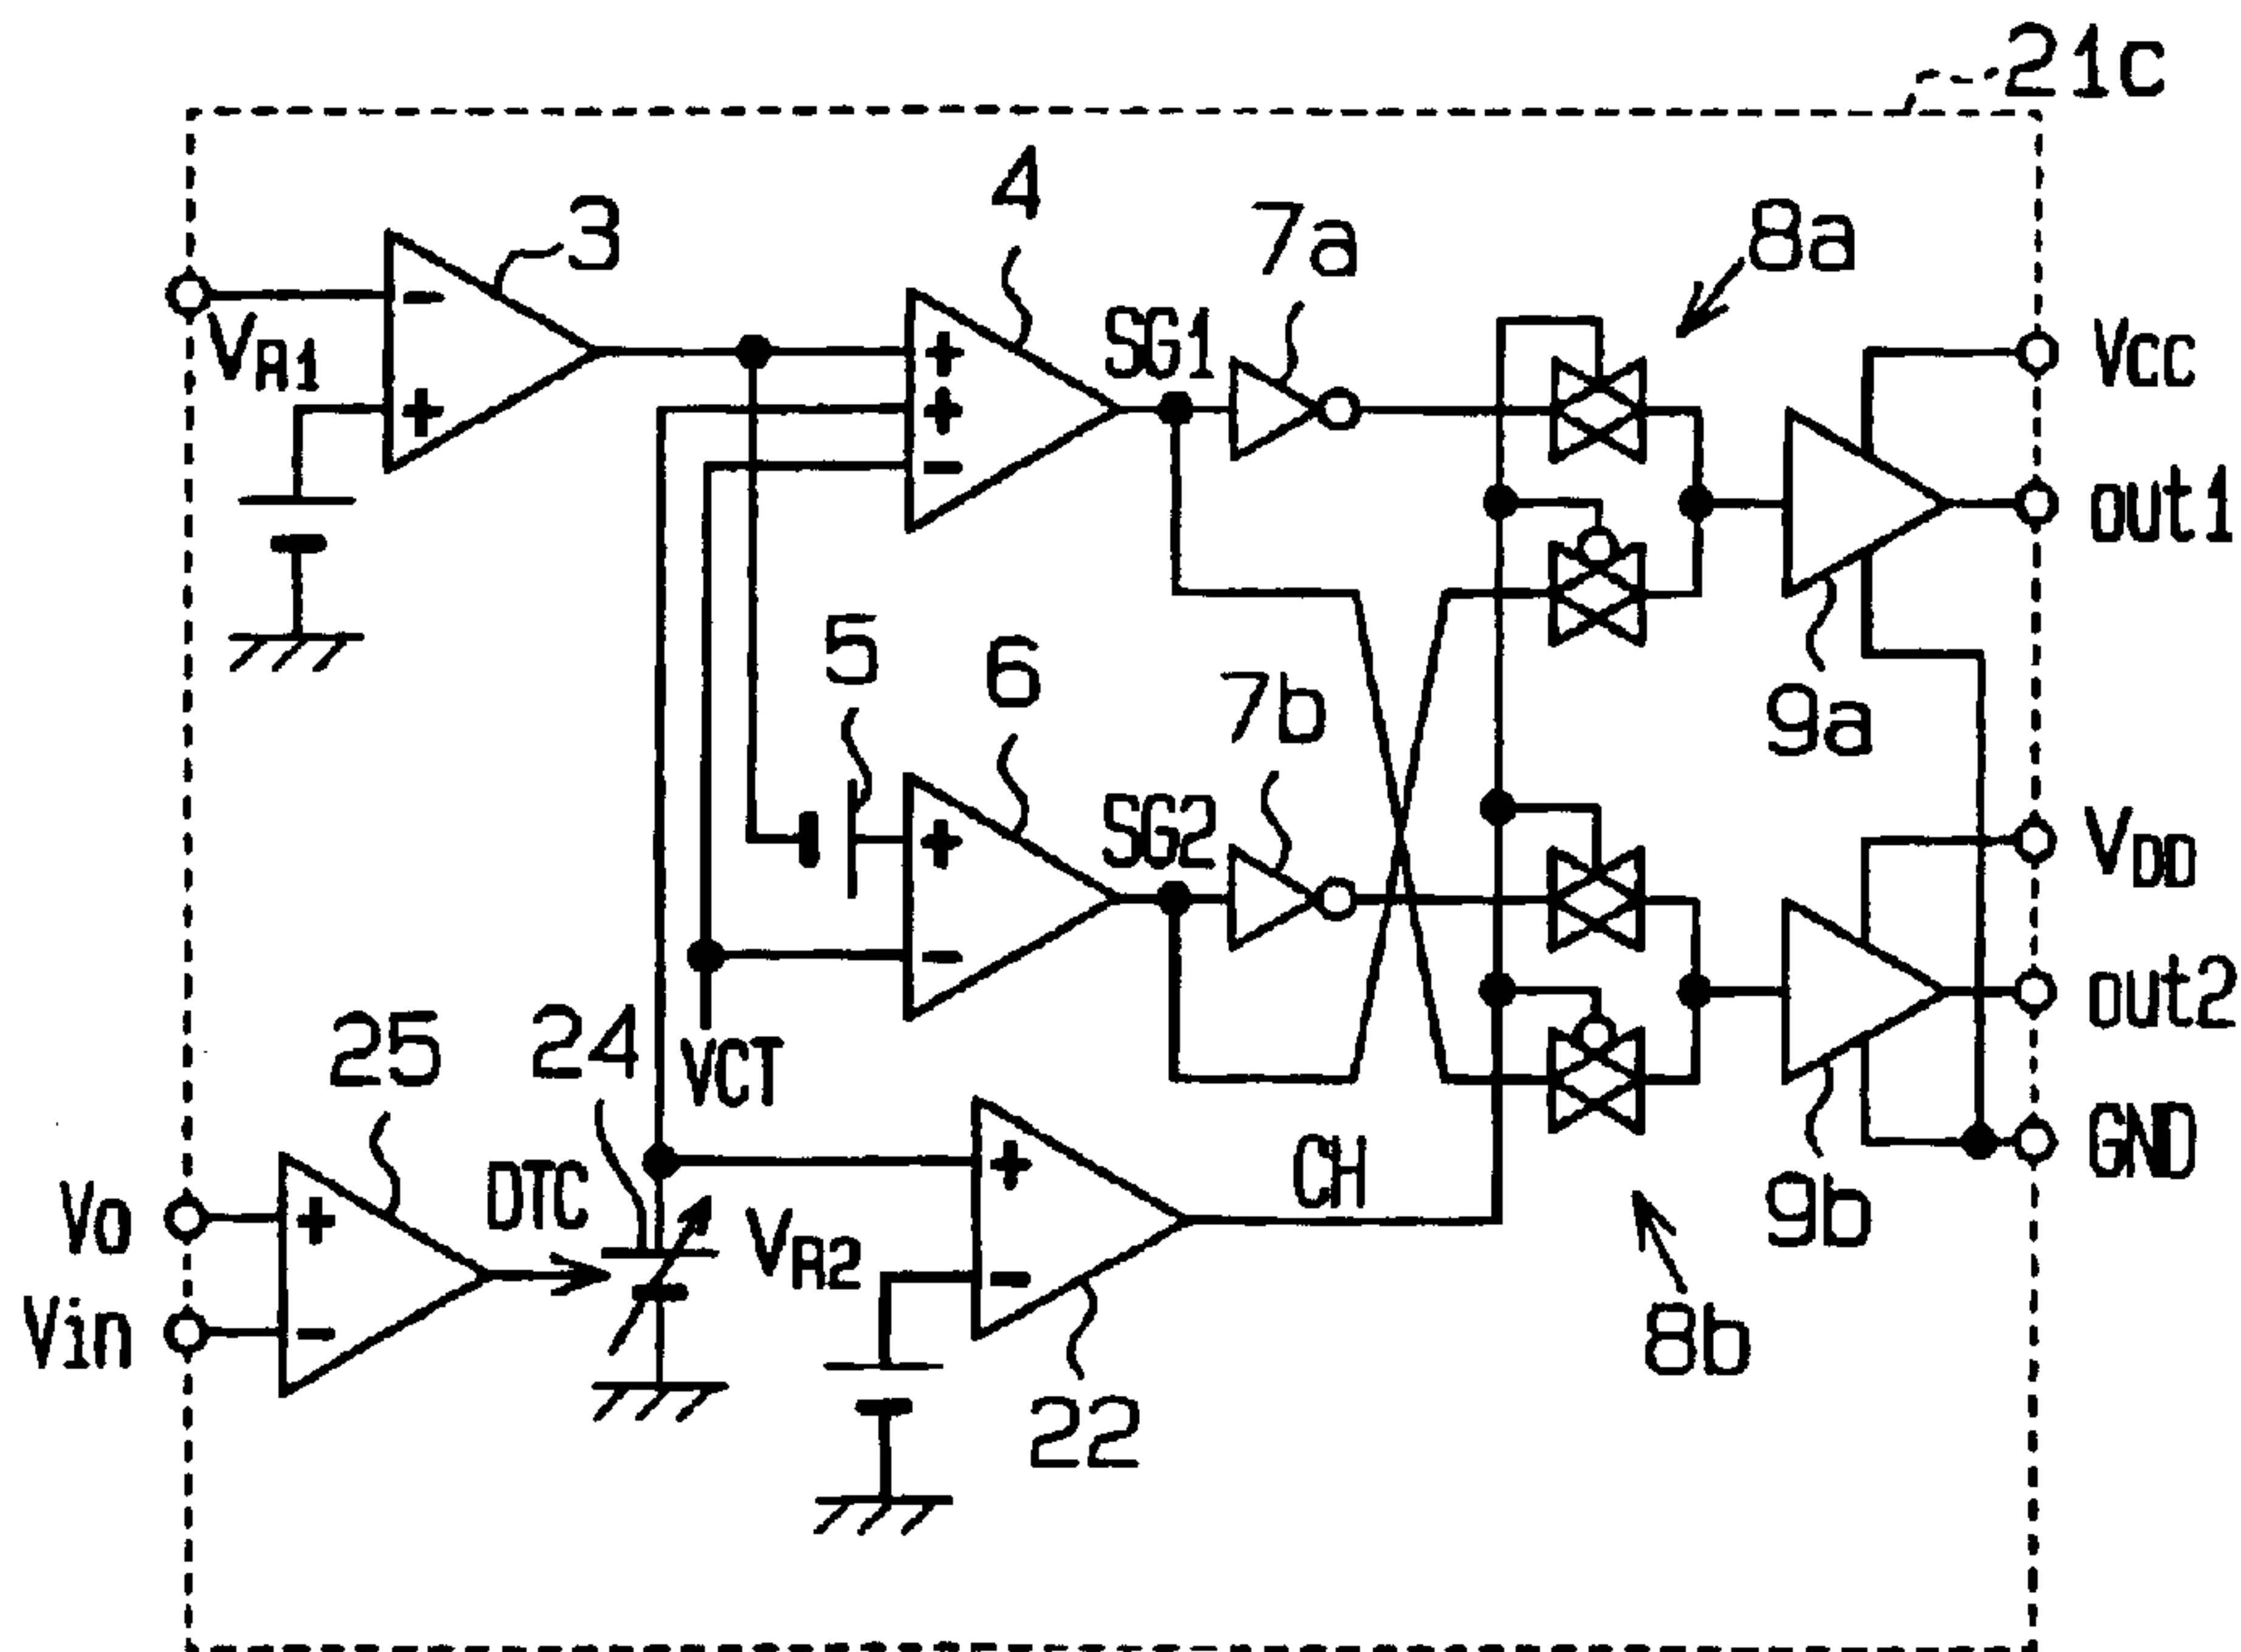 21c
3
4
7a
8a
VR1
-
+
+
+
-
SG1
VCC
out1
5
6
7b
9a
SG2
+
-
VDD
out2
25
24
VCT
GND
DTC
CH
Vo
+
VR2
+
9b
Vin
-
-
8b
22